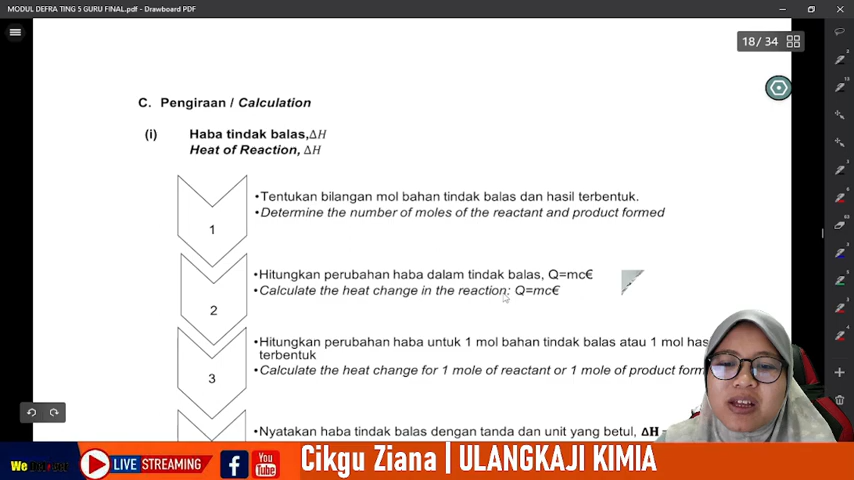 MODUL DEFRA TING 5 GURU FINAL.pdf - Drawboard PDF
18 / 34
C. Pengiraan / Calculation
(i) Haba tindak balas,ΔH
Heat of Reaction, ΔH
1
•Tentukan bilangan mol bahan tindak balas dan hasil terbentuk.
•Determine the number of moles of the reactant and product formed
2
•Hitungkan perubahan haba dalam tindak balas, Q=mc€
•Calculate the heat change in the reaction: Q=mc€
3
•Hitungkan perubahan haba untuk 1 mol bahan tindak balas atau 1 mol
terbentuk
•Calculate the heat change for 1 mole of reactant or 1 mole of product
•Nyatakan haba tindak balas dengan tanda dan unit yang betul, ΔH
LIVE STREAMING
You
Tube
Cikgu Ziana | ULANGKAJI KIMIA